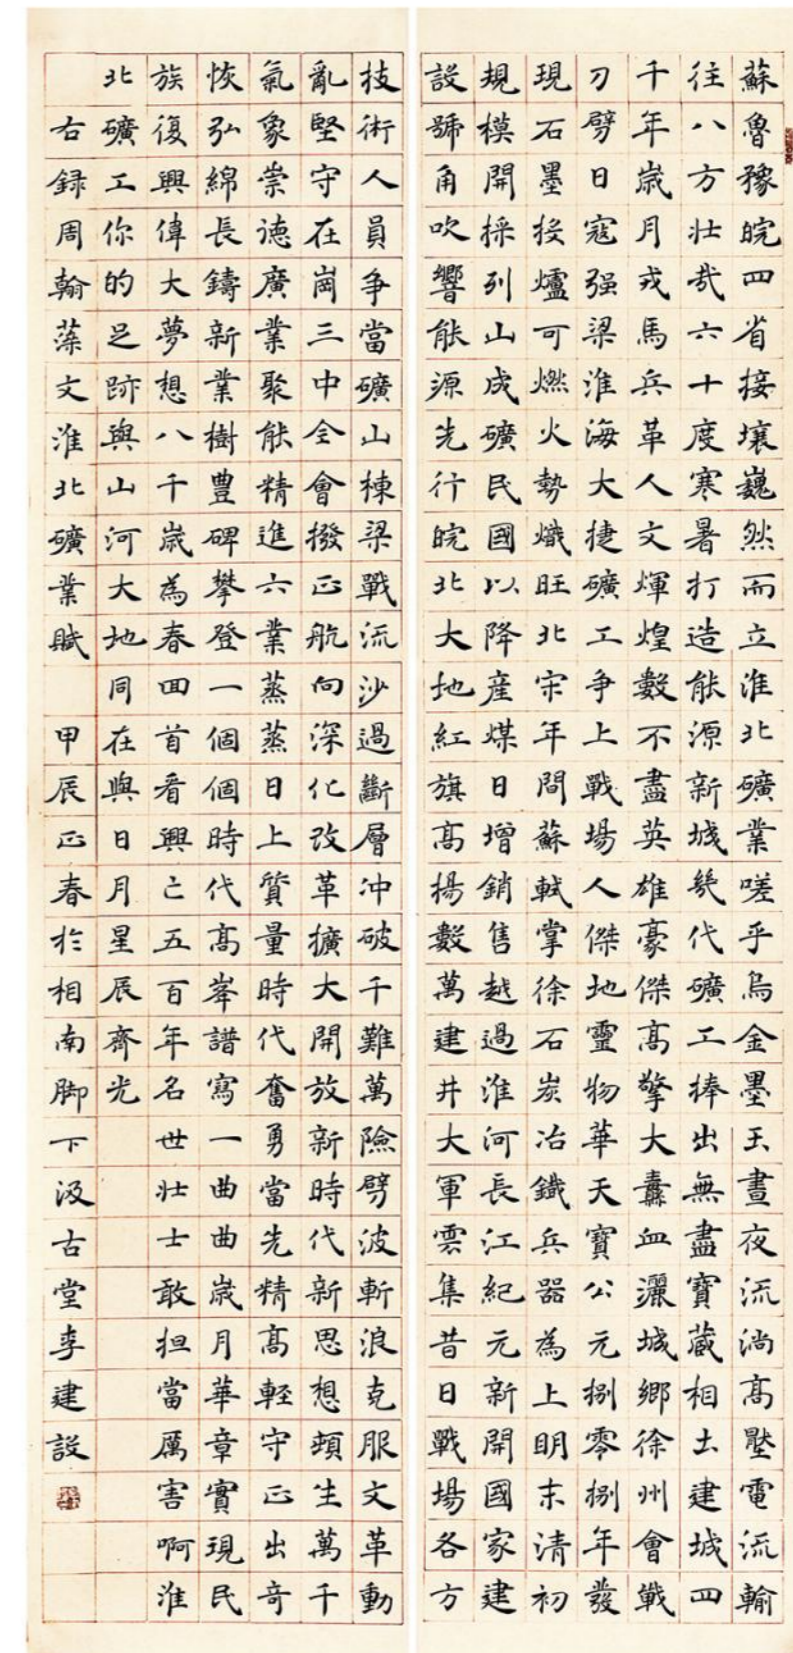 蘇魯豫皖四省接壤巍然而立淮北礦業嗟乎烏金墨玉晝夜流淌高壓電流輸
往八方壯哉六十度寒暑打造能源新城幾代礦工捧出無盡寶藏相土建城四
千年歲月戎馬兵革人文煇煌數不盡英雄豪傑高擎大纛血灑城鄉徐州會戰
刀劈日寇强梁淮海大捷礦工争上戰場人傑地靈物華天寶公元捌零捌年發
現石墨投爐可燃火勢熾旺北宋年間蘇軾掌徐石炭冶鐵兵器為上明末清初
規模開採列山成礦民國以降産煤日增銷售越過淮河長江紀元新開國家建
設號角吹響能源先行皖北大地紅旗高揚數萬建井大軍雲集昔日戰場各方
技術人員争當礦山棟梁戰流沙過斷層冲破千難萬險劈波斬浪克服文革動
亂堅守在崗三中全會撥正航向深化改革擴大開放新時代新思想頻生萬千
氣象崇德廣業聚能精進六業蒸蒸日上質量時代奮勇當先精高輕守正出奇
恢弘綿長鑄新業樹豐碑攀登一個個時代高峯譜寫一曲曲歲月華章實現民
族復興偉大夢想八千歲為春回首看興亡五百年名世壯士敢担當厲害啊淮
北礦工你的足跡與山河大地同在與日月星辰齊光
右録周翰藻文淮北礦業賦 甲辰正春於相南脚下汲古堂李建設